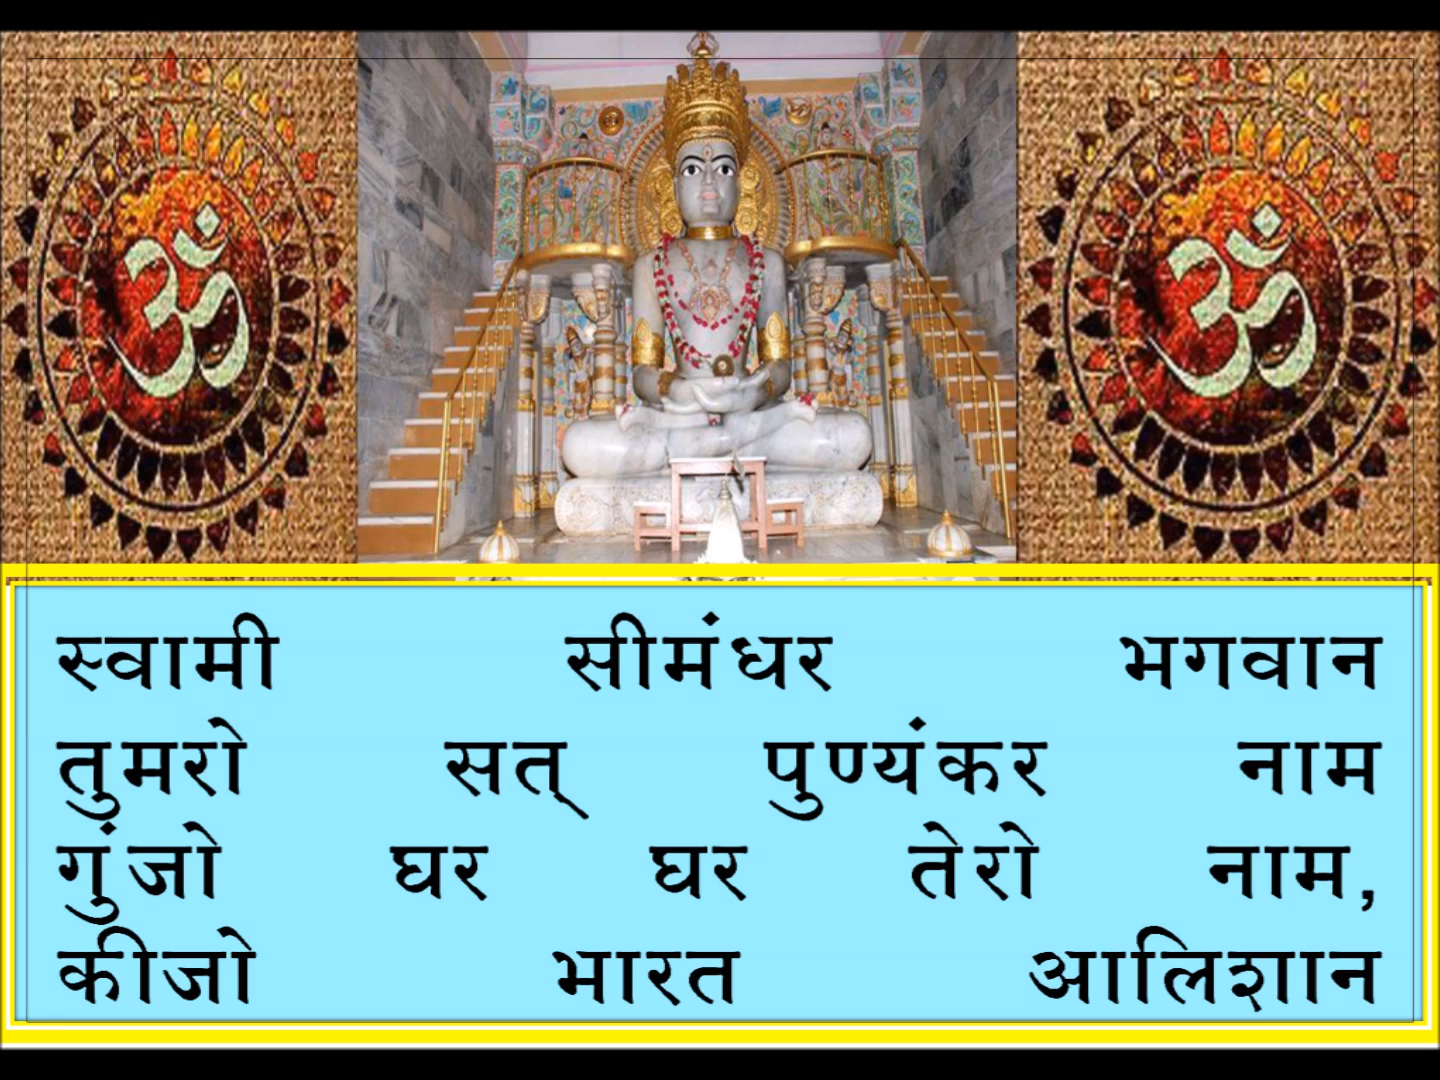 ॐ
ॐ
स्वामी सीमंधर भगवान
तुमरो सत् पुण्यंकर नाम
गुंजो घर घर तेरो नाम,
कीजो भारत आलिशान